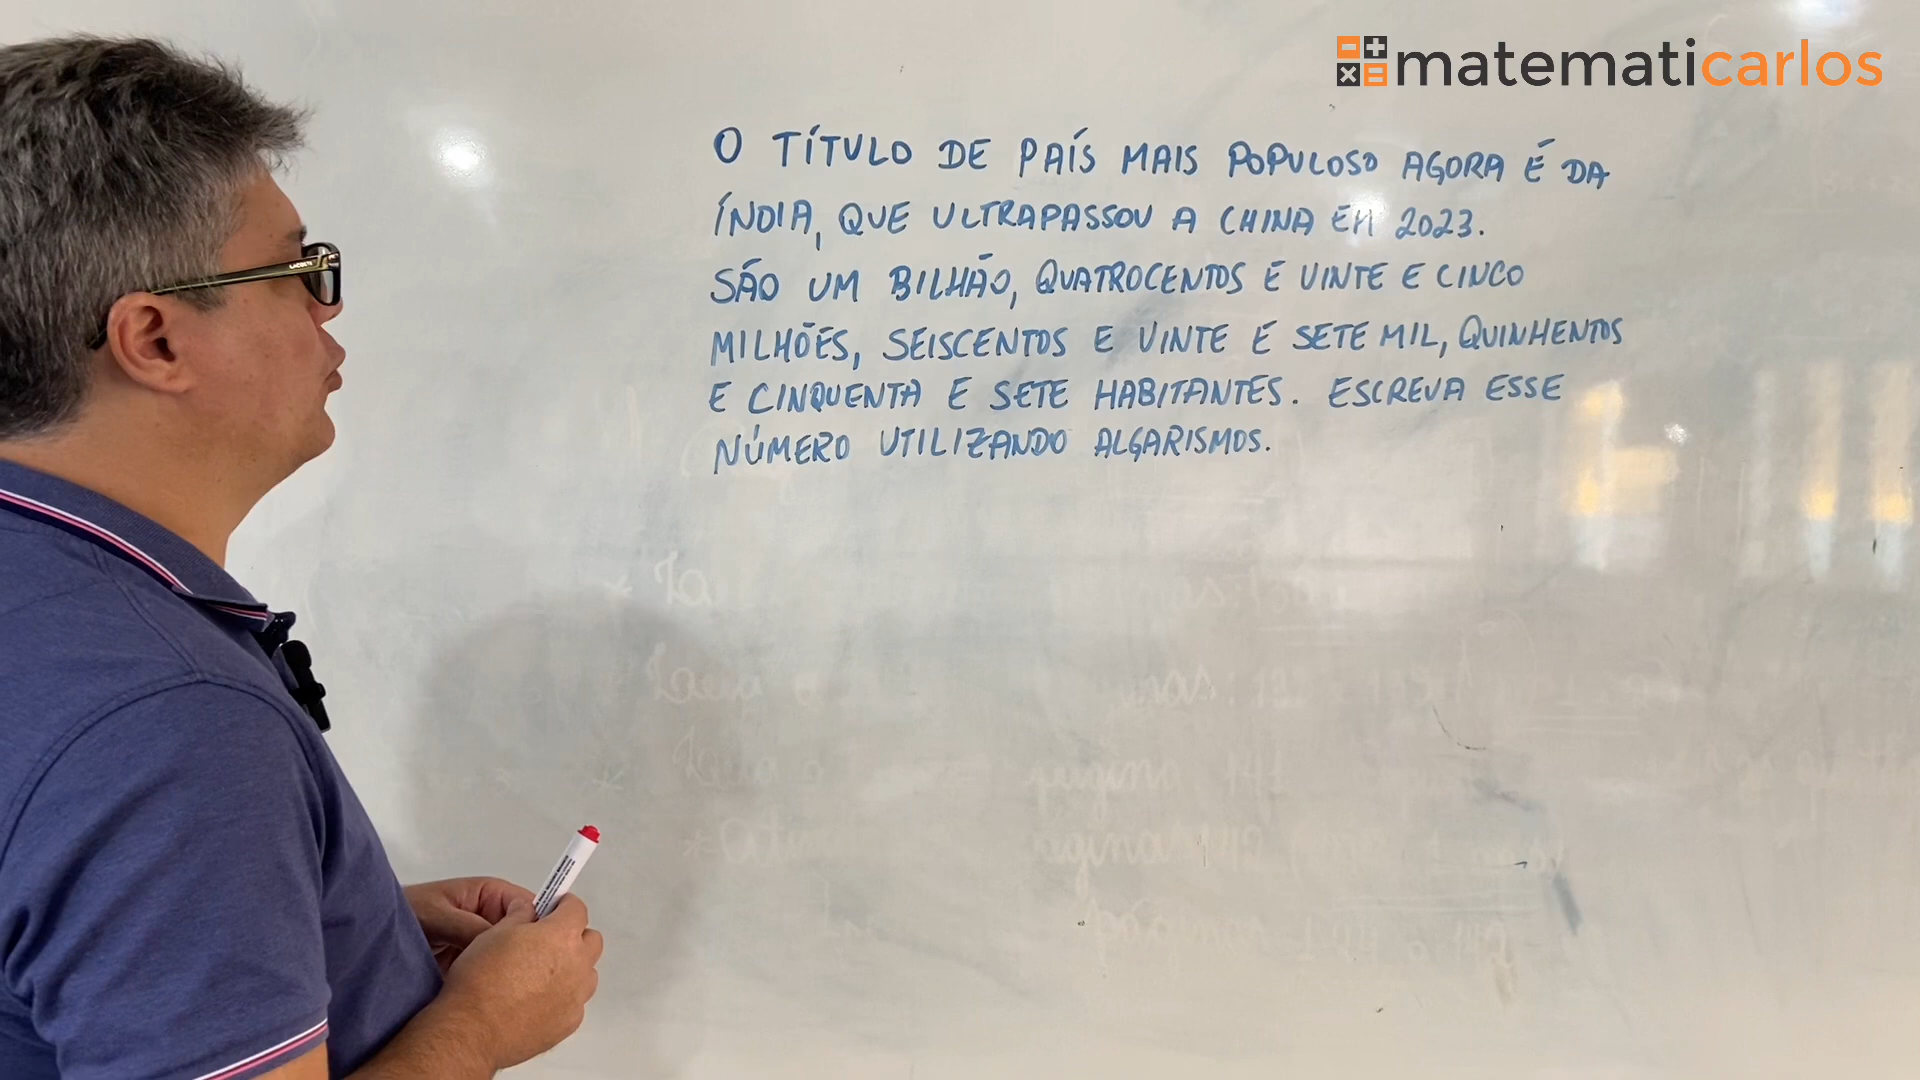 matematicarlos
O TÍTULO DE PAÍS MAIS POPULOSO AGORA É DA
ÍNDIA, QUE ULTRAPASSOU A CHINA EM 2023.
SÃO UM BILHÃO, QUATROCENTOS E VINTE E CINCO
MILHÕES, SEISCENTOS E VINTE E SETE MIL, QUINHENTOS
E CINQUENTA E SETE HABITANTES. ESCREVA ESSE
NÚMERO UTILIZANDO ALGARISMOS.